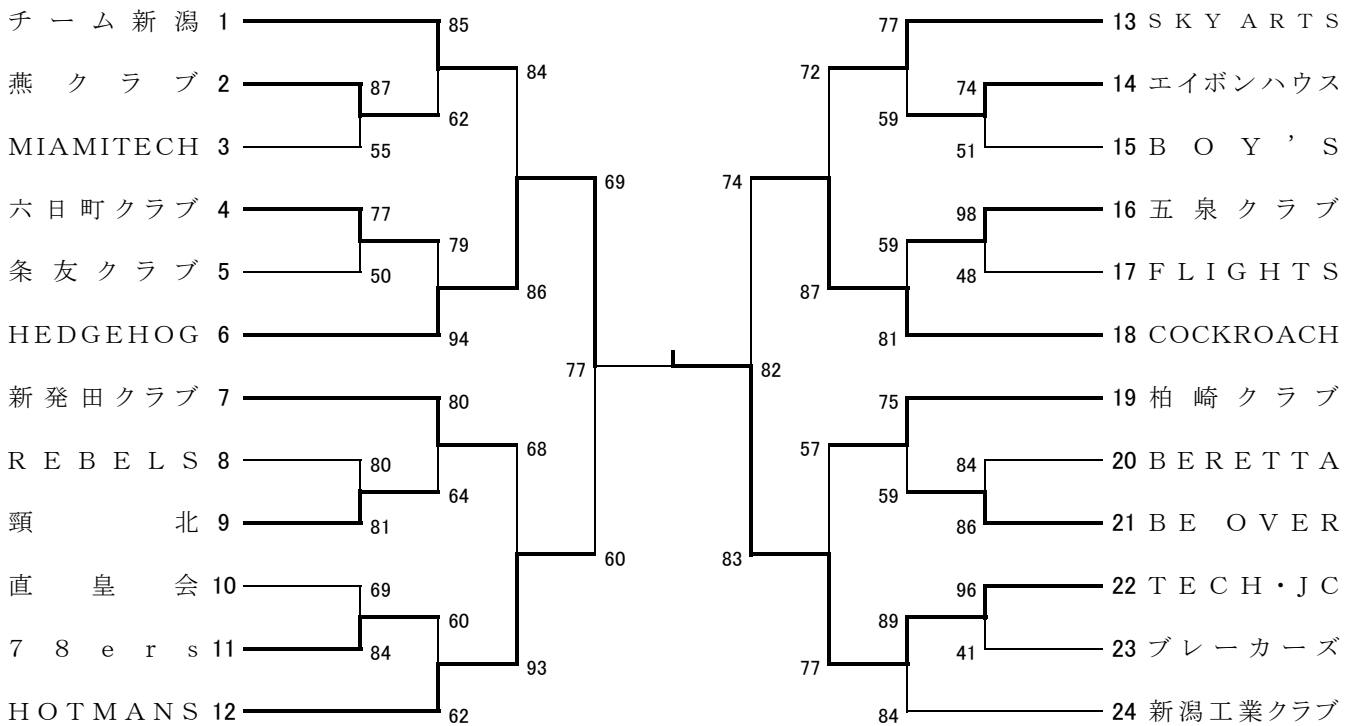 チーム新潟 1 85 77 13 SKY ARTS
84 72
燕クラブ 2 87 74 14 エイボンハウス
62 59
MIAMITECH 3 55 51 15 BOY'S
69 74
六日町クラブ 4 77 98 16 五泉クラブ
79 59
条友クラブ 5 50 48 17 FLIGHTS
86 87
HEDGEHOG 6 94 81 18 COCKROACH
77 82
新発田クラブ 7 80 75 19 柏崎クラブ
68 57
REBELS 8 80 84 20 BERETTA
64 59
頸北 9 81 86 21 BE OVER
60 83
直皇会 10 69 96 22 TECH・JC
60 89
78ers 11 84 41 23 ブレーカーズ
93 77
HOTMANS 12 62 84 24 新潟工業クラブ